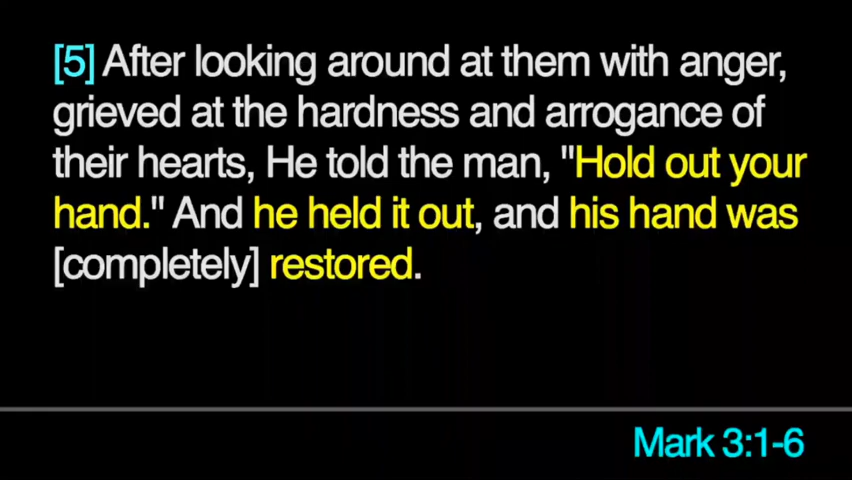 [5] After looking around at them with anger,
grieved at the hardness and arrogance of
their hearts, He told the man, "Hold out your
hand." And he held it out, and his hand was
[completely] restored.
Mark 3:1-6